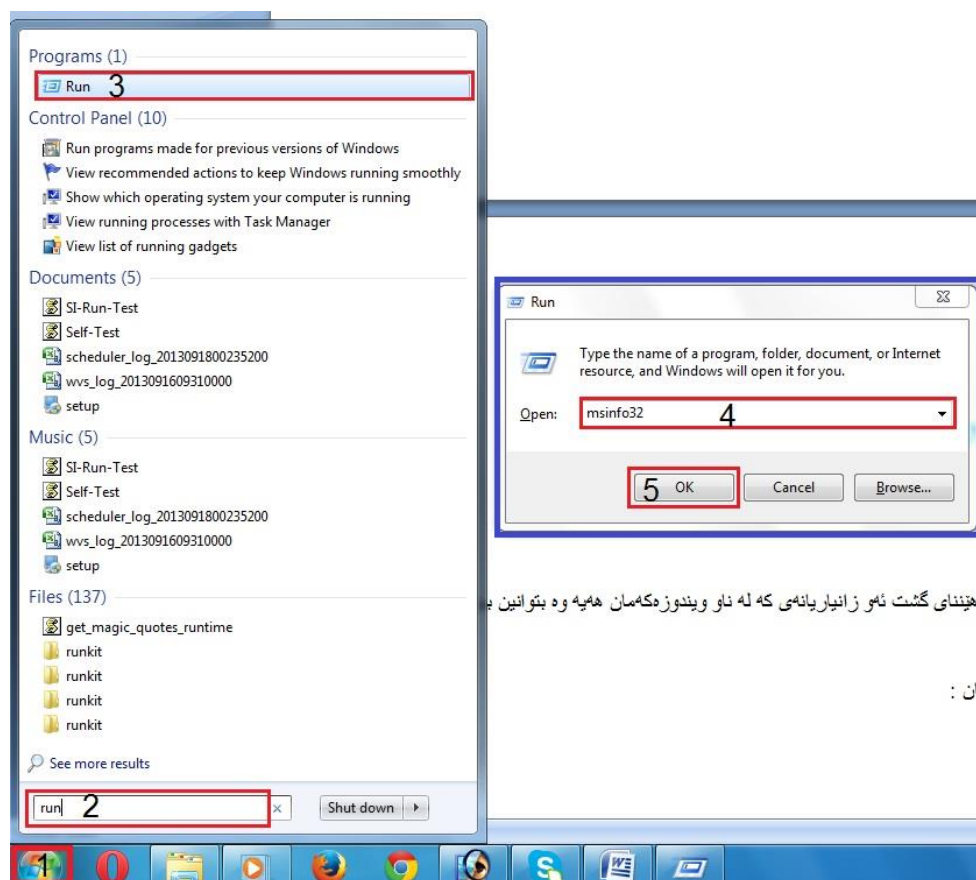 Programs (1)
Run 3
Control Panel (10)
Run programs made for previous versions of Windows
View recommended actions to keep Windows running smoothly
Show which operating system your computer is running
View running processes with Task Manager
View list of running gadgets
Documents (5)
SI-Run-Test
Self-Test
scheduler_log_2013091800235200
wvs_log_2013091609310000
setup
Music (5)
SI-Run-Test
Self-Test
scheduler_log_2013091800235200
wvs_log_2013091609310000
setup
Files (137)
get_magic_quotes_runtime
runkit
runkit
runkit
runkit
See more results
run 2
Shut down
1
Run
Type the name of a program, folder, document, or Internet
resource, and Windows will open it for you.
Open: msinfo32 4
5 OK Cancel Browse...
هێننای گشت ئەو زانیاریانەی کە لە ناو ویندوزەکەمان هەیە وە بتوانین
ان :